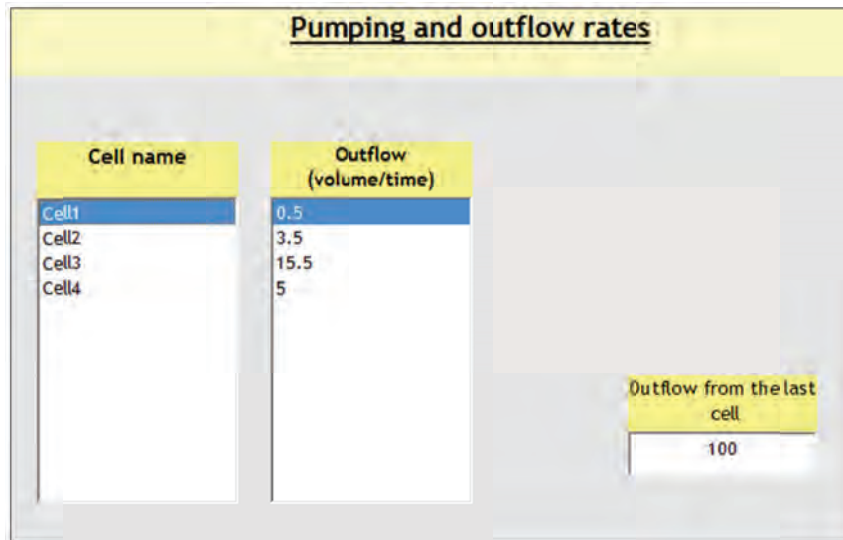 Pumping and outflow rates
Cell name
Outflow
(volume/time)
Cell1
0.5
Cell2
3.5
Cell3
15.5
Cell4
5
Outflow from the last
cell
100